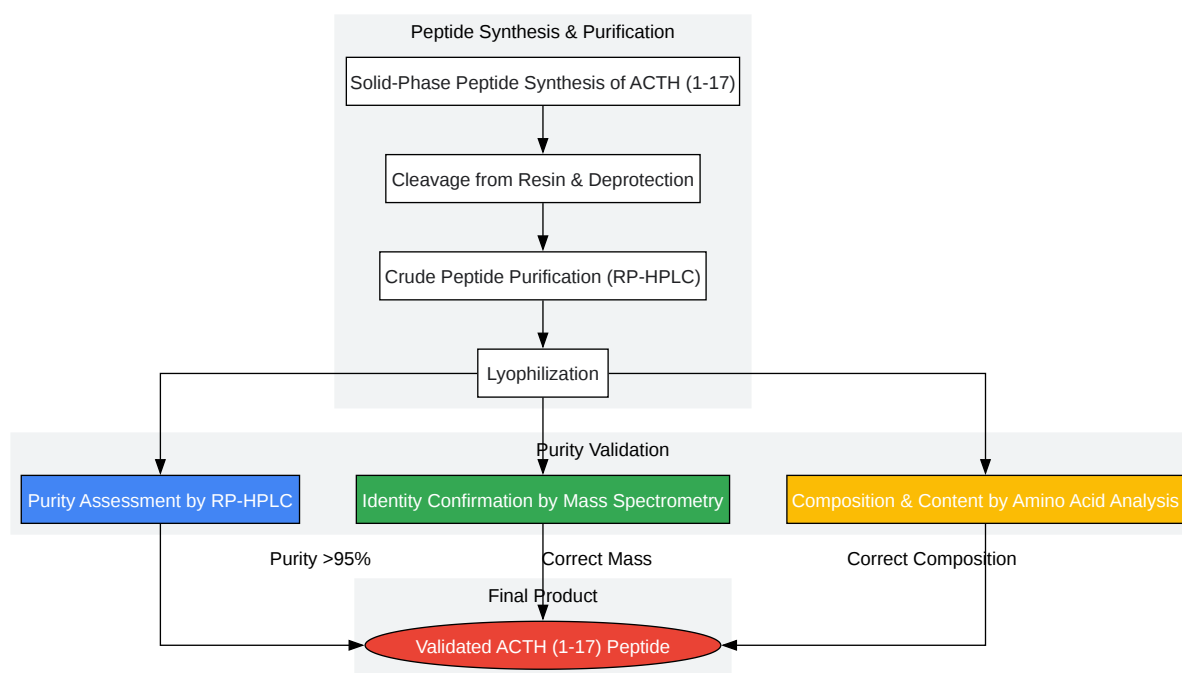 Peptide Synthesis & Purification
Solid-Phase Peptide Synthesis of ACTH (1-17)
Cleavage from Resin & Deprotection
Crude Peptide Purification (RP-HPLC)
Lyophilization
Purity Validation
Purity Assessment by RP-HPLC
Identity Confirmation by Mass Spectrometry
Composition & Content by Amino Acid Analysis
Purity >95%
Correct Mass
Correct Composition
Final Product
Validated ACTH (1-17) Peptide